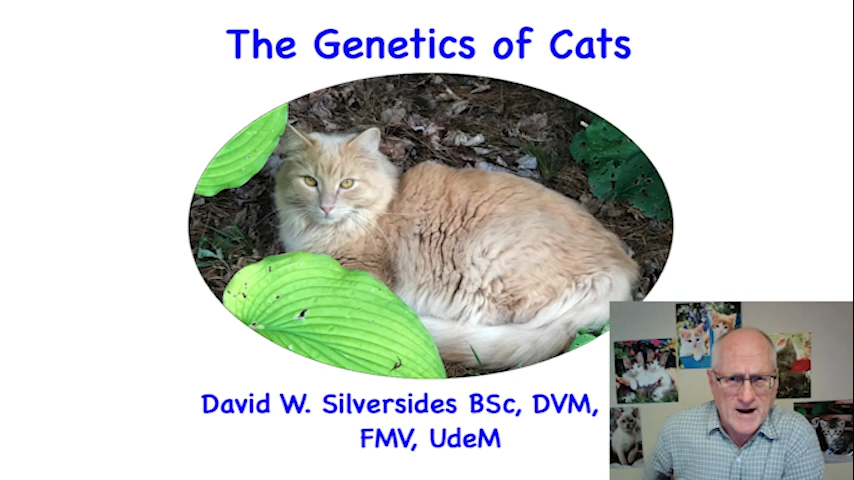 The Genetics of Cats
David W. Silversides BSc, DVM,
FMV, UdeM